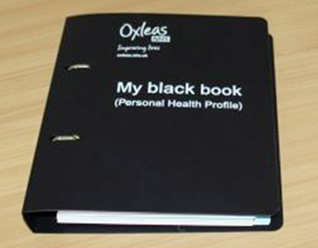 Oxleas
NHS
Improving lives
oxleas.nhs.uk
My black book
(Personal Health Profile)